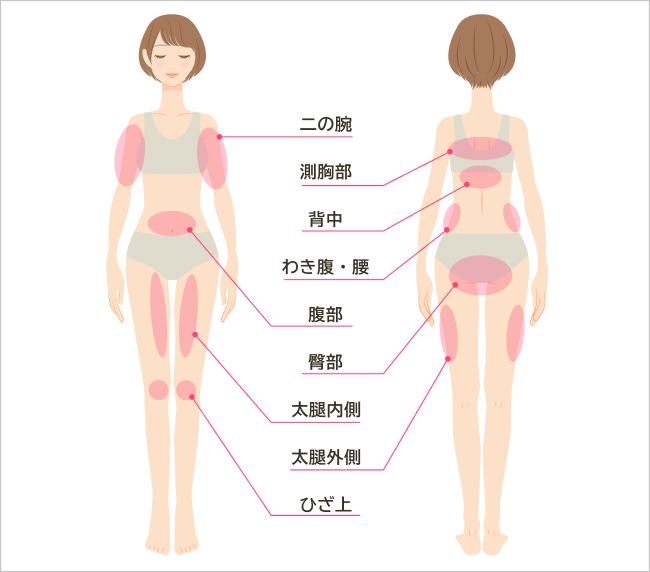 二の腕
測胸部
背中
わき腹・腰
腹部
臀部
太腿内側
太腿外側
ひざ上